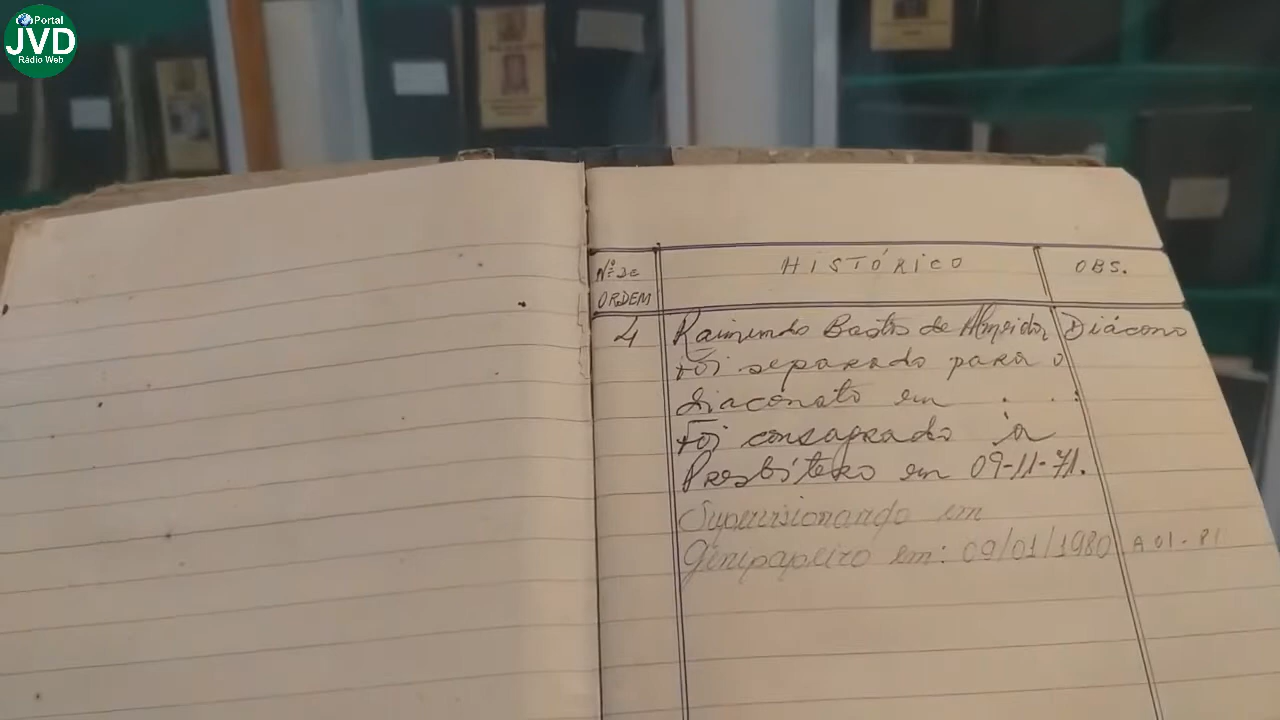 Portal
JVD
Rádio Web
Nº de
ORDEM
HISTÓRICO
OBS.
4
Raimundo Bastos de Almeida
Diácono
Foi separado para o
diaconato em . . .
Foi consagrado à
Presbítero em 09-11-71.
Supervisionando em
Genipapeiro em: 09/01/1980
A 01 - P1